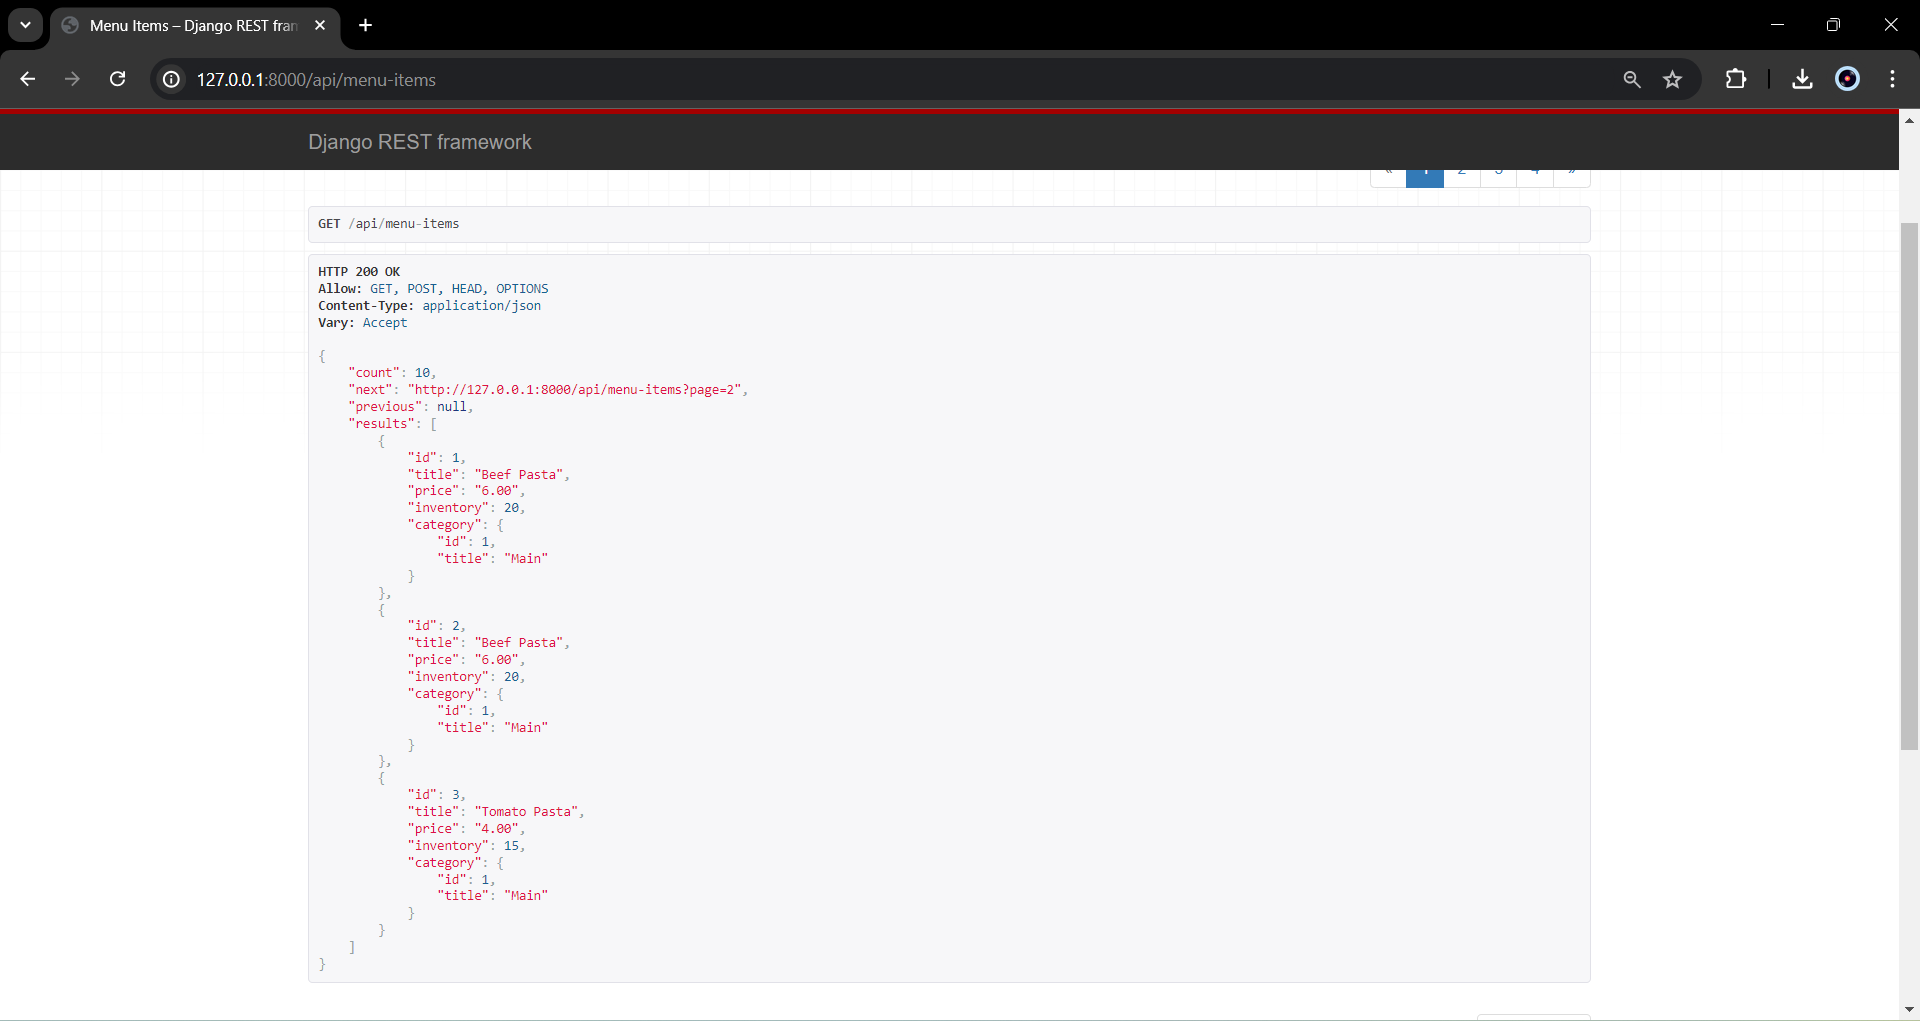 Menu Items – Django REST fran
127.0.0.1:8000/api/menu-items
Django REST framework
« 1 2 3 4 »
GET /api/menu-items
HTTP 200 OK
Allow: GET, POST, HEAD, OPTIONS
Content-Type: application/json
Vary: Accept
{
    "count": 10,
    "next": "http://127.0.0.1:8000/api/menu-items?page=2",
    "previous": null,
    "results": [
        {
            "id": 1,
            "title": "Beef Pasta",
            "price": "6.00",
            "inventory": 20,
            "category": {
                "id": 1,
                "title": "Main"
            }
        },
        {
            "id": 2,
            "title": "Beef Pasta",
            "price": "6.00",
            "inventory": 20,
            "category": {
                "id": 1,
                "title": "Main"
            }
        },
        {
            "id": 3,
            "title": "Tomato Pasta",
            "price": "4.00",
            "inventory": 15,
            "category": {
                "id": 1,
                "title": "Main"
            }
        }
    ]
}